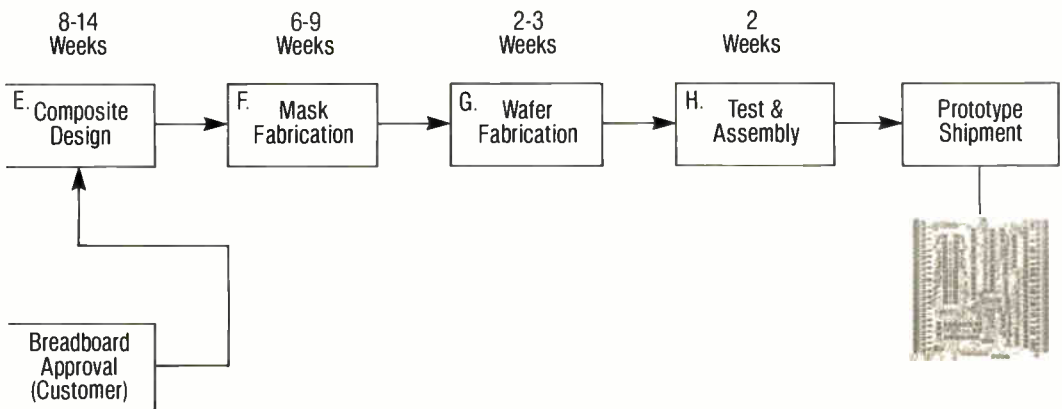 8-14
Weeks
6-9
Weeks
2-3
Weeks
2
Weeks
E. Composite
Design
F. Mask
Fabrication
G. Wafer
Fabrication
H. Test &
Assembly
Prototype
Shipment
Breadboard
Approval
(Customer)